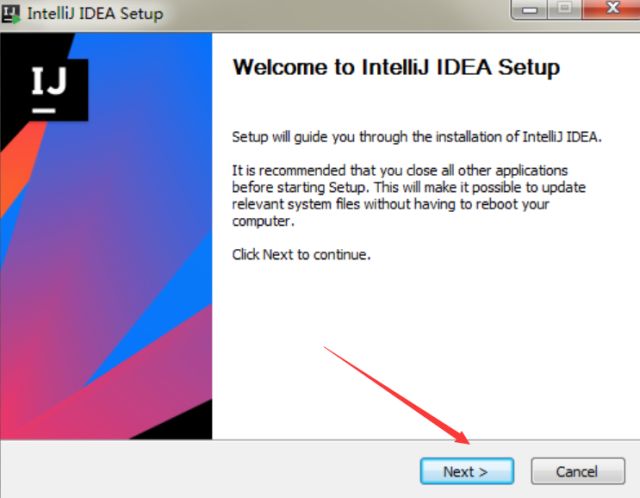 IntelliJ IDEA Setup
IJ
Welcome to IntelliJ IDEA Setup
Setup will guide you through the installation of IntelliJ IDEA.
It is recommended that you close all other applications
before starting Setup. This will make it possible to update
relevant system files without having to reboot your
computer.
Click Next to continue.
Next >
Cancel